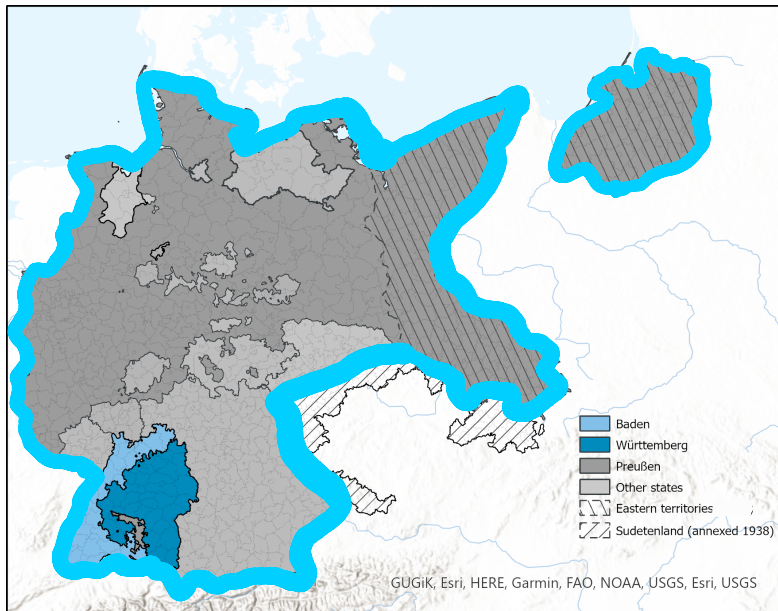 Baden
Württemberg
Preußen
Other states
Eastern territories
Sudetenland (annexed 1938)
GUGiK, Esri, HERE, Garmin, FAO, NOAA, USGS, Esri, USGS